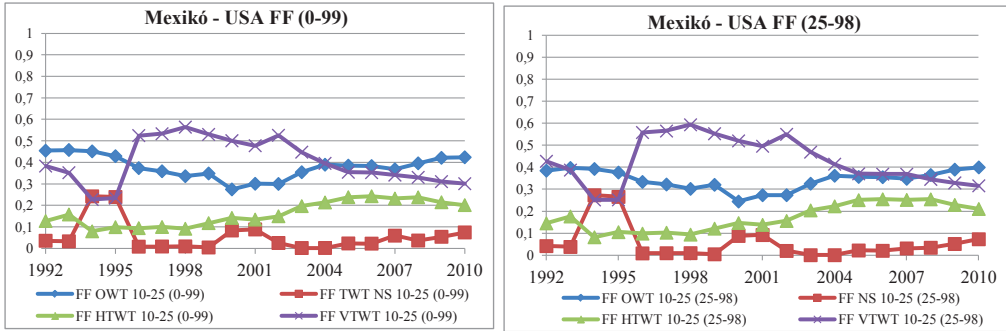 Mexikó - USA FF (0-99)
1
0,9
0,8
0,7
0,6
0,5
0,4
0,3
0,2
0,1
0
1992 1995 1998 2001 2004 2007 2010
FF OWT 10-25 (0-99) FF TWT NS 10-25 (0-99)
FF HTWT 10-25 (0-99) FF VTWT 10-25 (0-99)
Mexikó - USA FF (25-98)
1
0,9
0,8
0,7
0,6
0,5
0,4
0,3
0,2
0,1
0
1992 1995 1998 2001 2004 2007 2010
FF OWT 10-25 (25-98) FF NS 10-25 (25-98)
FF HTWT 10-25 (25-98) FF VTWT 10-25 (25-98)